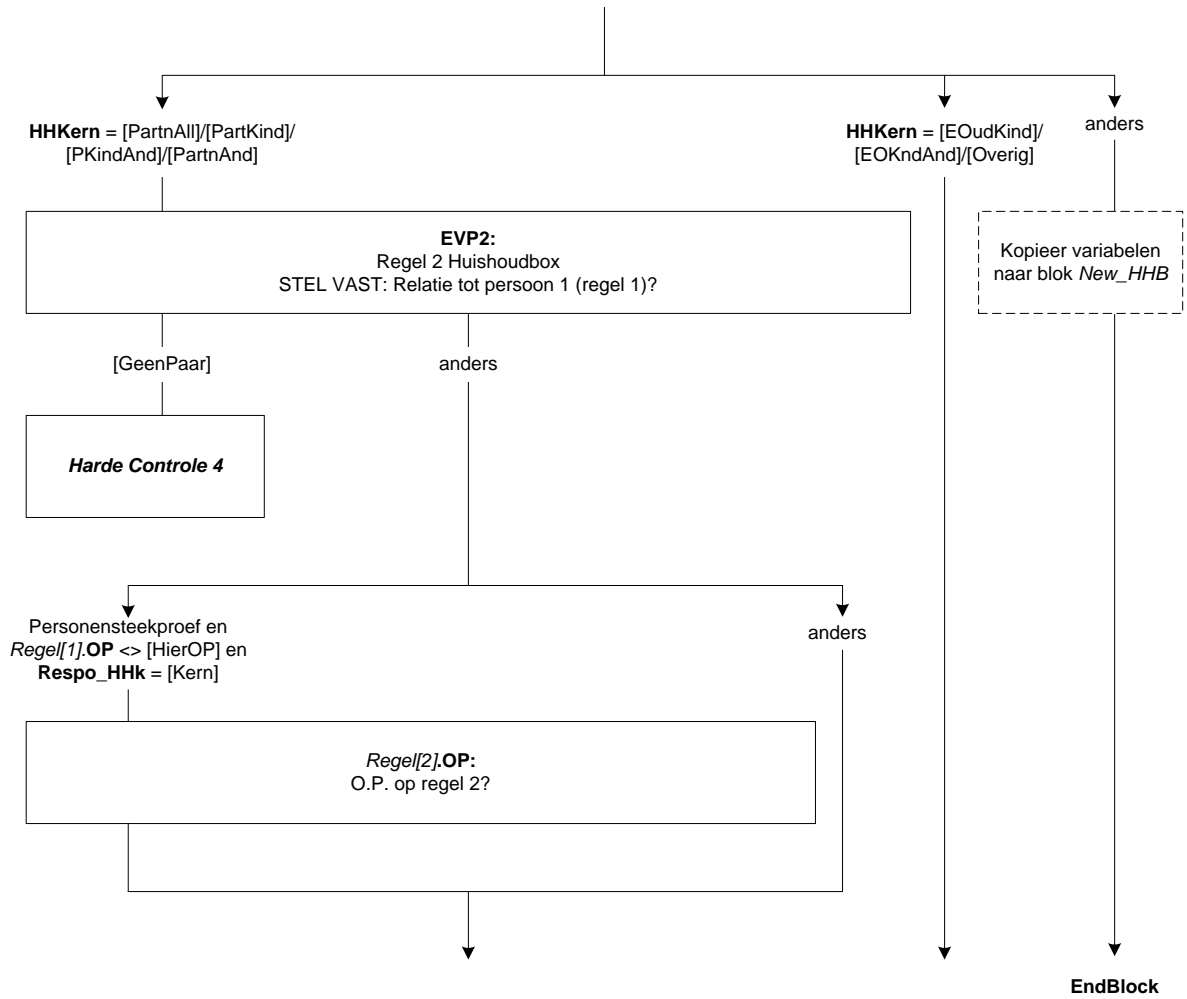 HHKern = [PartnAll]/[PartKind]/
[PKindAnd]/[PartnAnd]
HHKern = [EOudKind]/
[EOKndAnd]/[Overig]
anders
EVP2:
Regel 2 Huishoudbox
STEL VAST: Relatie tot persoon 1 (regel 1)?
Kopieer variabelen
naar blok New_HHB
[GeenPaar]
anders
Harde Controle 4
Personensteekproef en
Regel[1].OP <> [HierOP] en
Respo_HHk = [Kern]
anders
Regel[2].OP:
O.P. op regel 2?
EndBlock